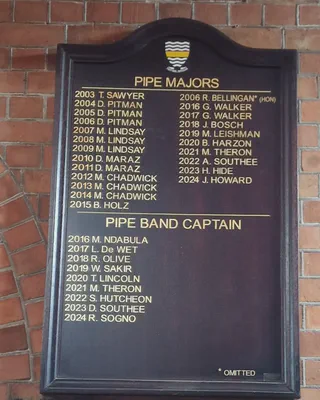 PIPE MAJORS
2003 T. SAWYER
2004 D. PITMAN
2005 D. PITMAN
2006 D. PITMAN
2007 M. LINDSAY
2008 M. LINDSAY
2009 M. LINDSAY
2010 D. MARAZ
2011 D. MARAZ
2012 M. CHADWICK
2013 M. CHADWICK
2014 M. CHADWICK
2015 B. HOLZ
2006 R. BELLINGAN* (HON)
2016 G. WALKER
2017 G. WALKER
2018 J. BOSCH
2019 M. LEISHMAN
2020 B. HARZON
2021 M. THERON
2022 A. SOUTHEE
2023 H. HIDE
2024 J. HOWARD
PIPE BAND CAPTAIN
2016 M. NDABULA
2017 L. De WET
2018 R. OLIVE
2019 W. SAKIR
2020 T. LINCOLN
2021 M. THERON
2022 S. HUTCHEON
2023 D. SOUTHEE
2024 R. SOGNO
* OMITTED